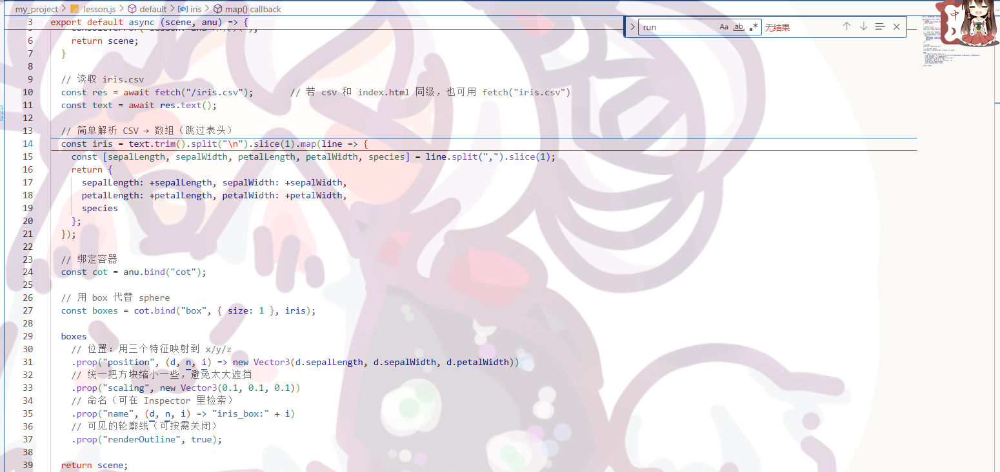 my_project > lesson.js > default > iris > map() callback
3 export default async (scene, anu) => {
run Aa ab .* 无结果
中
6 return scene;
7 }
8
9 // 读取 iris.csv
10 const res = await fetch("/iris.csv"); // 若 csv 和 index.html 同级，也可用 fetch("iris.csv")
11 const text = await res.text();
12
13 // 简单解析 CSV → 数组（跳过表头）
14 const iris = text.trim().split("\n").slice(1).map(line => {
15 const [sepalLength, sepalWidth, petalLength, petalWidth, species] = line.split(",").slice(1);
16 return {
17 sepalLength: +sepalLength, sepalWidth: +sepalWidth,
18 petalLength: +petalLength, petalWidth: +petalWidth,
19 species
20 };
21 });
22
23 // 绑定容器
24 const cot = anu.bind("cot");
25
26 // 用 box 代替 sphere
27 const boxes = cot.bind("box", { size: 1 }, iris);
28
29 boxes
30 // 位置：用三个特征映射到 x/y/z
31 .prop("position", (d, n, i) => new Vector3(d.sepalLength, d.sepalWidth, d.petalWidth))
32 // 统一把方块缩小一些，避免太大遮挡
33 .prop("scaling", new Vector3(0.1, 0.1, 0.1))
34 // 命名（可在 Inspector 里检索）
35 .prop("name", (d, n, i) => "iris_box:" + i)
36 // 可见的轮廓线（可按需关闭）
37 .prop("renderOutline", true);
38
39 return scene;